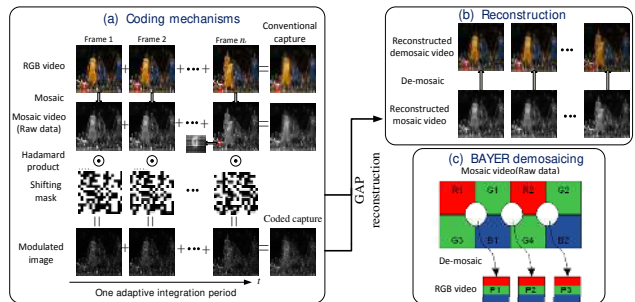 (a) Coding mechanisms
Frame 1
Frame 2
Frame n
Conventional
capture
RGB video
Mosaic
Mosaic video
(Raw data)
Hadamard
product
Shifting
mask
Coded capture
Modulated
image
t
One adaptive integration period
GAP
reconstruction
(b) Reconstruction
Reconstructed
demosaic video
De-mosaic
Reconstructed
mosaic video
(c) BAYER demosaicing
Mosaic video(Raw data)
R1 G1 R2 G2
G3 B1 G4 B2
De-mosaic
RGB video
P1 P2 P3